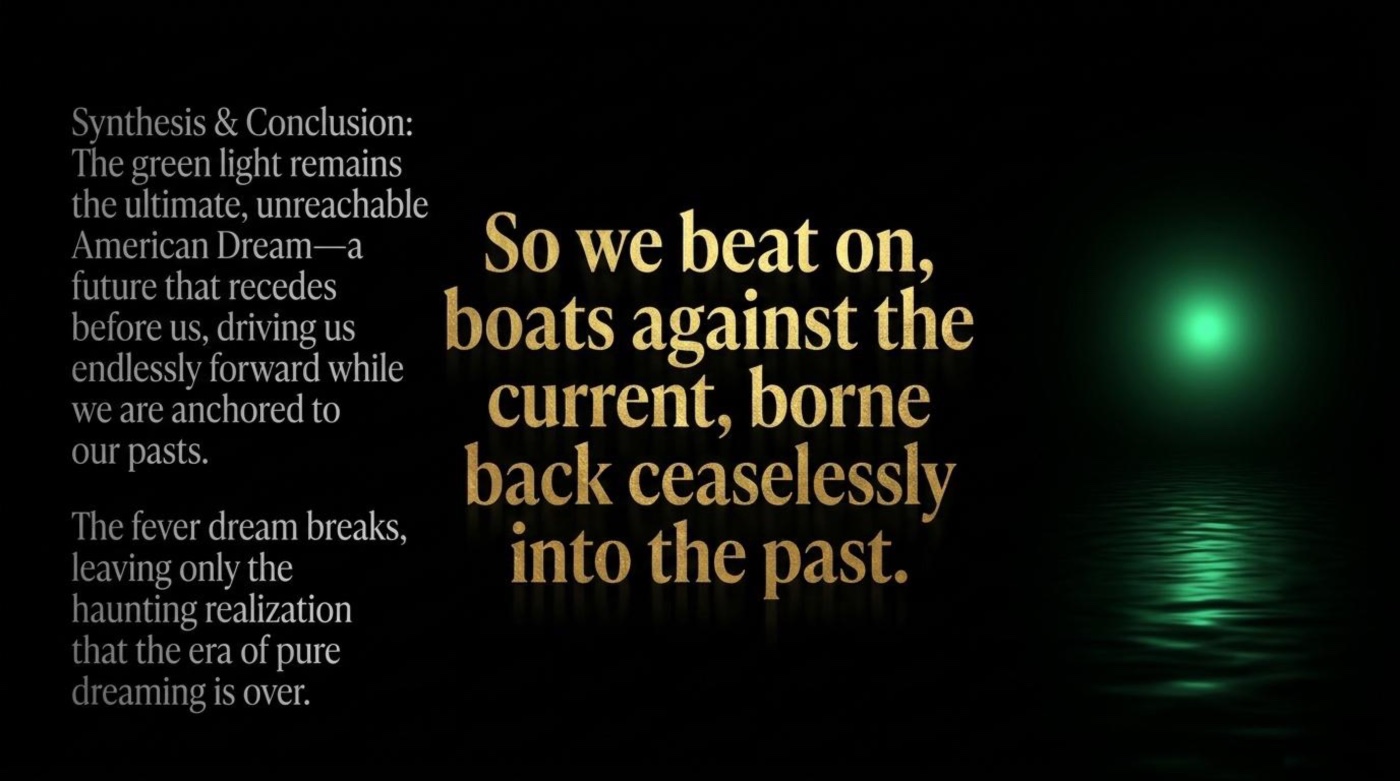 Synthesis & Conclusion:
The green light remains
the ultimate, unreachable
American Dream—a
future that recedes
before us, driving us
endlessly forward while
we are anchored to
our pasts.
The fever dream breaks,
leaving only the
haunting realization
that the era of pure
dreaming is over.
So we beat on,
boats against the
current, borne
back ceaselessly
into the past.